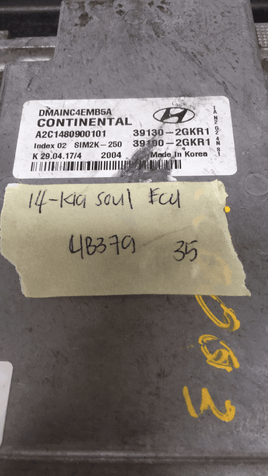 DMAINC4EMB5A
CONTINENTAL
A2C1480900101 39130-2GKR1
Index 02 SIM2K-250 39100-2GKR1
K 29.04.17/4 2004 Made In Korea
14-KIA SOUL ECU
4B379 35